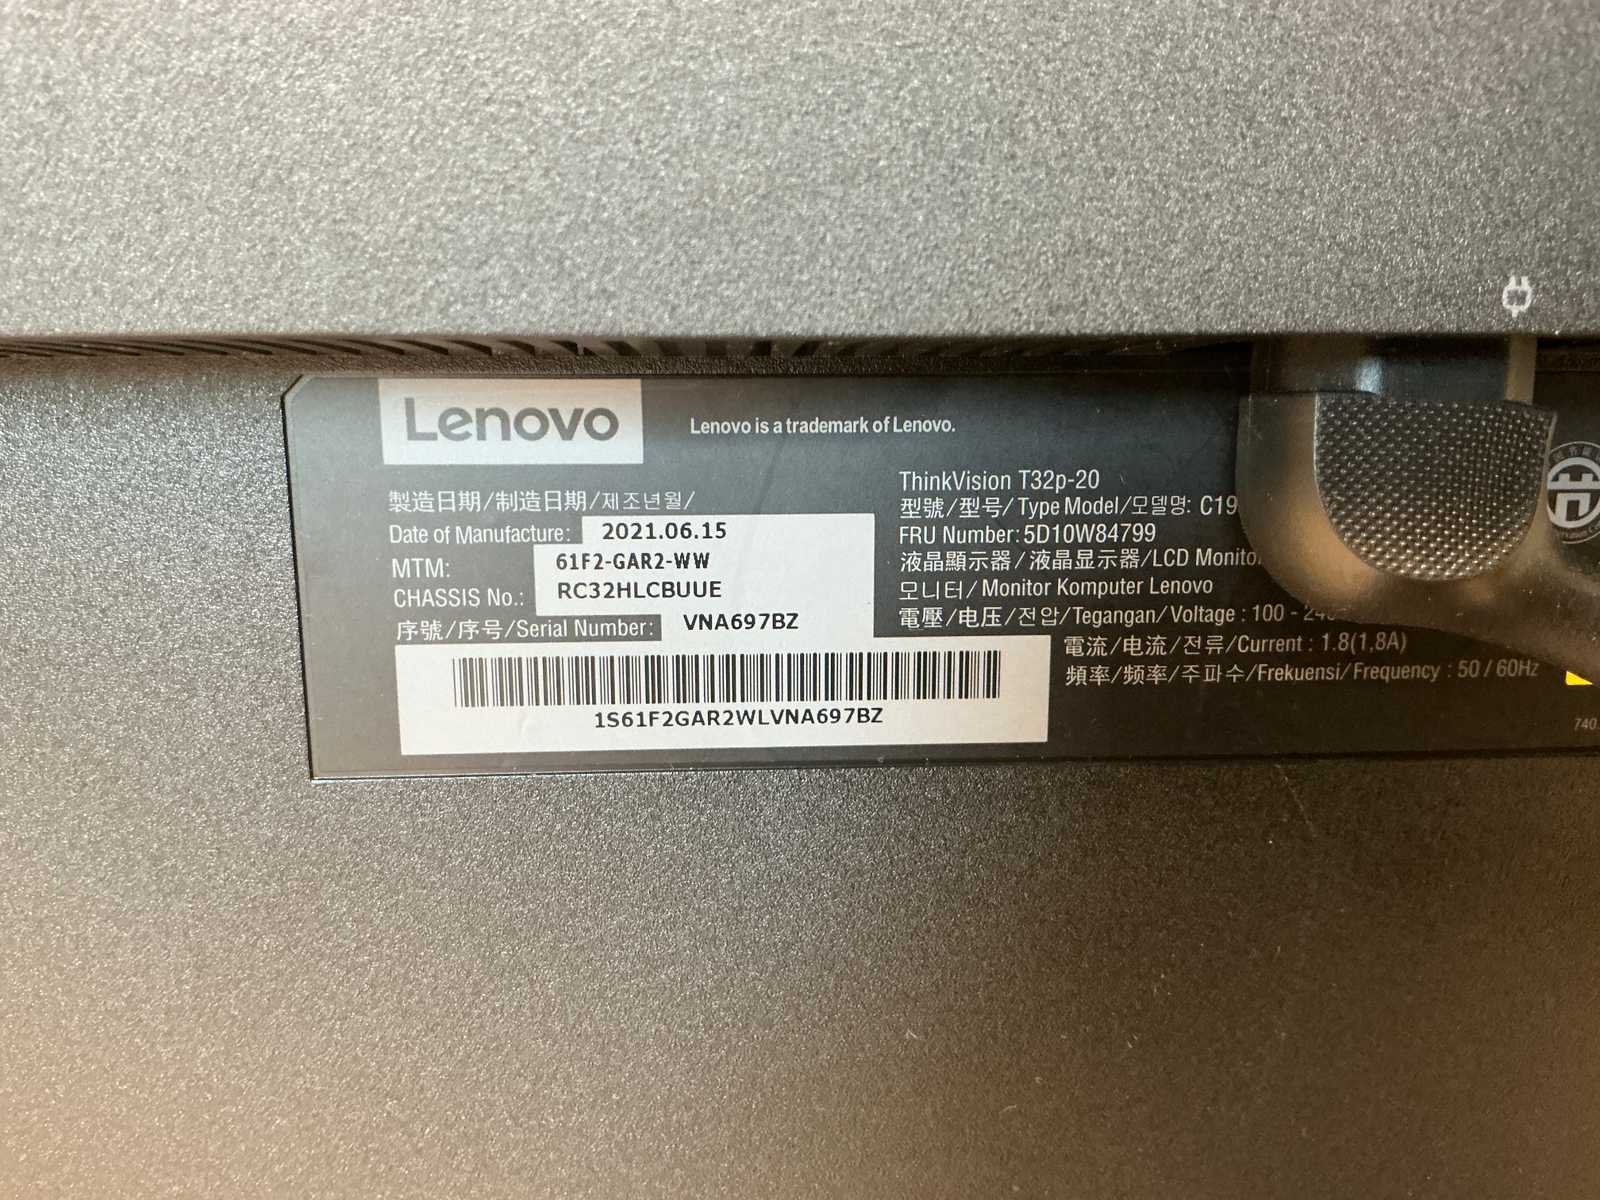 Lenovo
Lenovo is a trademark of Lenovo.
製造日期/制造日期/제조년월/
Date of Manufacture: 2021.06.15
MTM: 61F2-GAR2-WW
CHASSIS No.: RC32HLCBUUE
序號/序号/Serial Number: VNA697BZ
1S61F2GAR2WLVNA697BZ
ThinkVision T32p-20
型號/型号/Type Model/모델명: C19
FRU Number: 5D10W84799
液晶顯示器/液晶显示器/LCD
모니터/Monitor Komputer Lenovo
電壓/电压/전압/Tegangan/Voltage : 100 -
電流/电流/전류/Current : 1.8(1,8A)
頻率/频率/주파수/Frekuensi/Frequency : 50 / 60Hz
740